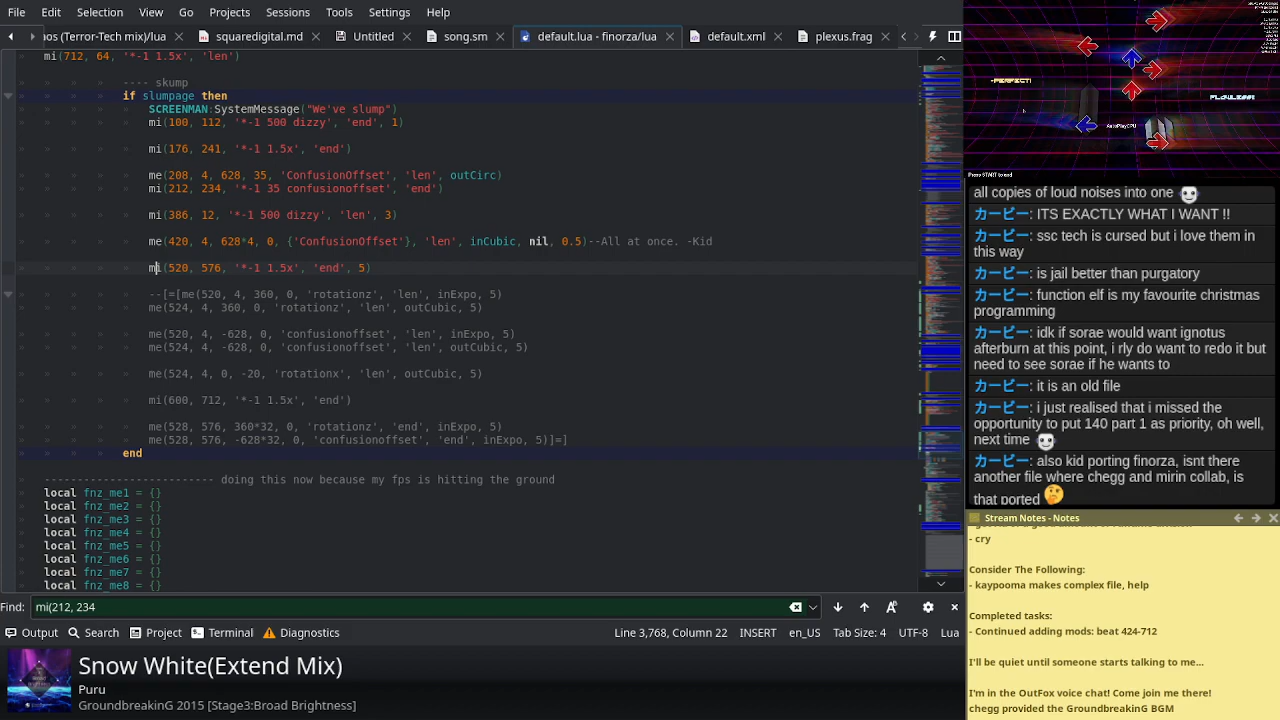 File Edit Selection View Go Projects Sessions Tools Settings Help
aos (Terror-Tech mix)/lua squaredigital.md Untitled song.sm default.lua - finorza/lua default.xml plexus.frag
mi(712, 64, '*-1 1.5x', 'len')
---- skump
if slumpage then
SCREENMAN:SystemMessage("We've slump")
mi(100, 112, '*-1 500 dizzy', 'end', 1)
mi(176, 241, '*-1 1.5x', 'end')
me(208, 4, 628, 35, 'ConfusionOffset', 'len', outCirc)
mi(212, 234, '*-1 35 confusionoffset', 'end')
mi(386, 12, '*-1 500 dizzy', 'len', 3)
me(420, 4, 628*4, 0, {'ConfusionOffset'}, 'len', inCubic, nil, 0.5)--All at once. -Kid
mi(520, 576, '*-1 1.5x', 'end', 5)
--[=[me(520, 4, 360, 0, 'rotationz', 'len', inExpo, 5)
me(524, 4, 360, 0, 'rotationz', 'len', outCubic, 5)
me(520, 4, -628, 0, 'confusionoffset', 'len', inExpo, 5)
me(524, 4, -628, 0, 'confusionoffset', 'len', outCubic, 5)
me(524, 4, 0, -20, 'rotationx', 'len', outCubic, 5)
mi(600, 712, '*-1 1.5x', 'end')
me(528, 576, 360*32, 0, 'rotationz', 'end', inExpo, 5)
me(528, 576, -628*32, 0, 'confusionoffset', 'end', inExpo, 5)]=]
end
doing this now because my fps is hitting the ground
local fnz_me1 = {}
local fnz_me2 = {}
local fnz_me3 = {}
local fnz_me4 = {}
local fnz_me5 = {}
local fnz_me6 = {}
local fnz_me7 = {}
local fnz_me8 = {}
Find: mi(212, 234
Output Search Project Terminal Diagnostics Line 3,768, Column 22 INSERT en_US Tab Size: 4 UTF-8 Lua
Snow White(Extend Mix)
Puru
GroundbreakinG 2015 [Stage3:Broad Brightness]
-PERFECT!
FLAWLESS!
AutoPlayCPU
Press START to end
all copies of loud noises into one
カービー: ITS EXACTLY WHAT I WANT !!
カービー: ssc tech is cursed but i love them in
this way
カービー: is jail better than purgatory
カービー: function elf is my favourite christmas
programming
カービー: idk if sorae would want ignotus
afterburn at this point, i rly do want to redo it but
need to see sorae if he wants to
カービー: it is an old file
カービー: i just realised that i missed the
opportunity to put 140 part 1 as priority, oh well,
next time
カービー: also kid porting finorza, isnt there
another file where chegg and mirin collab, is
that ported
Stream Notes - Notes
- cry
Consider The Following:
- kaypooma makes complex file, help
Completed tasks:
- Continued adding mods: beat 424-712
I'll be quiet until someone starts talking to me...
I'm in the OutFox voice chat! Come join me there!
chegg provided the GroundbreakinG BGM